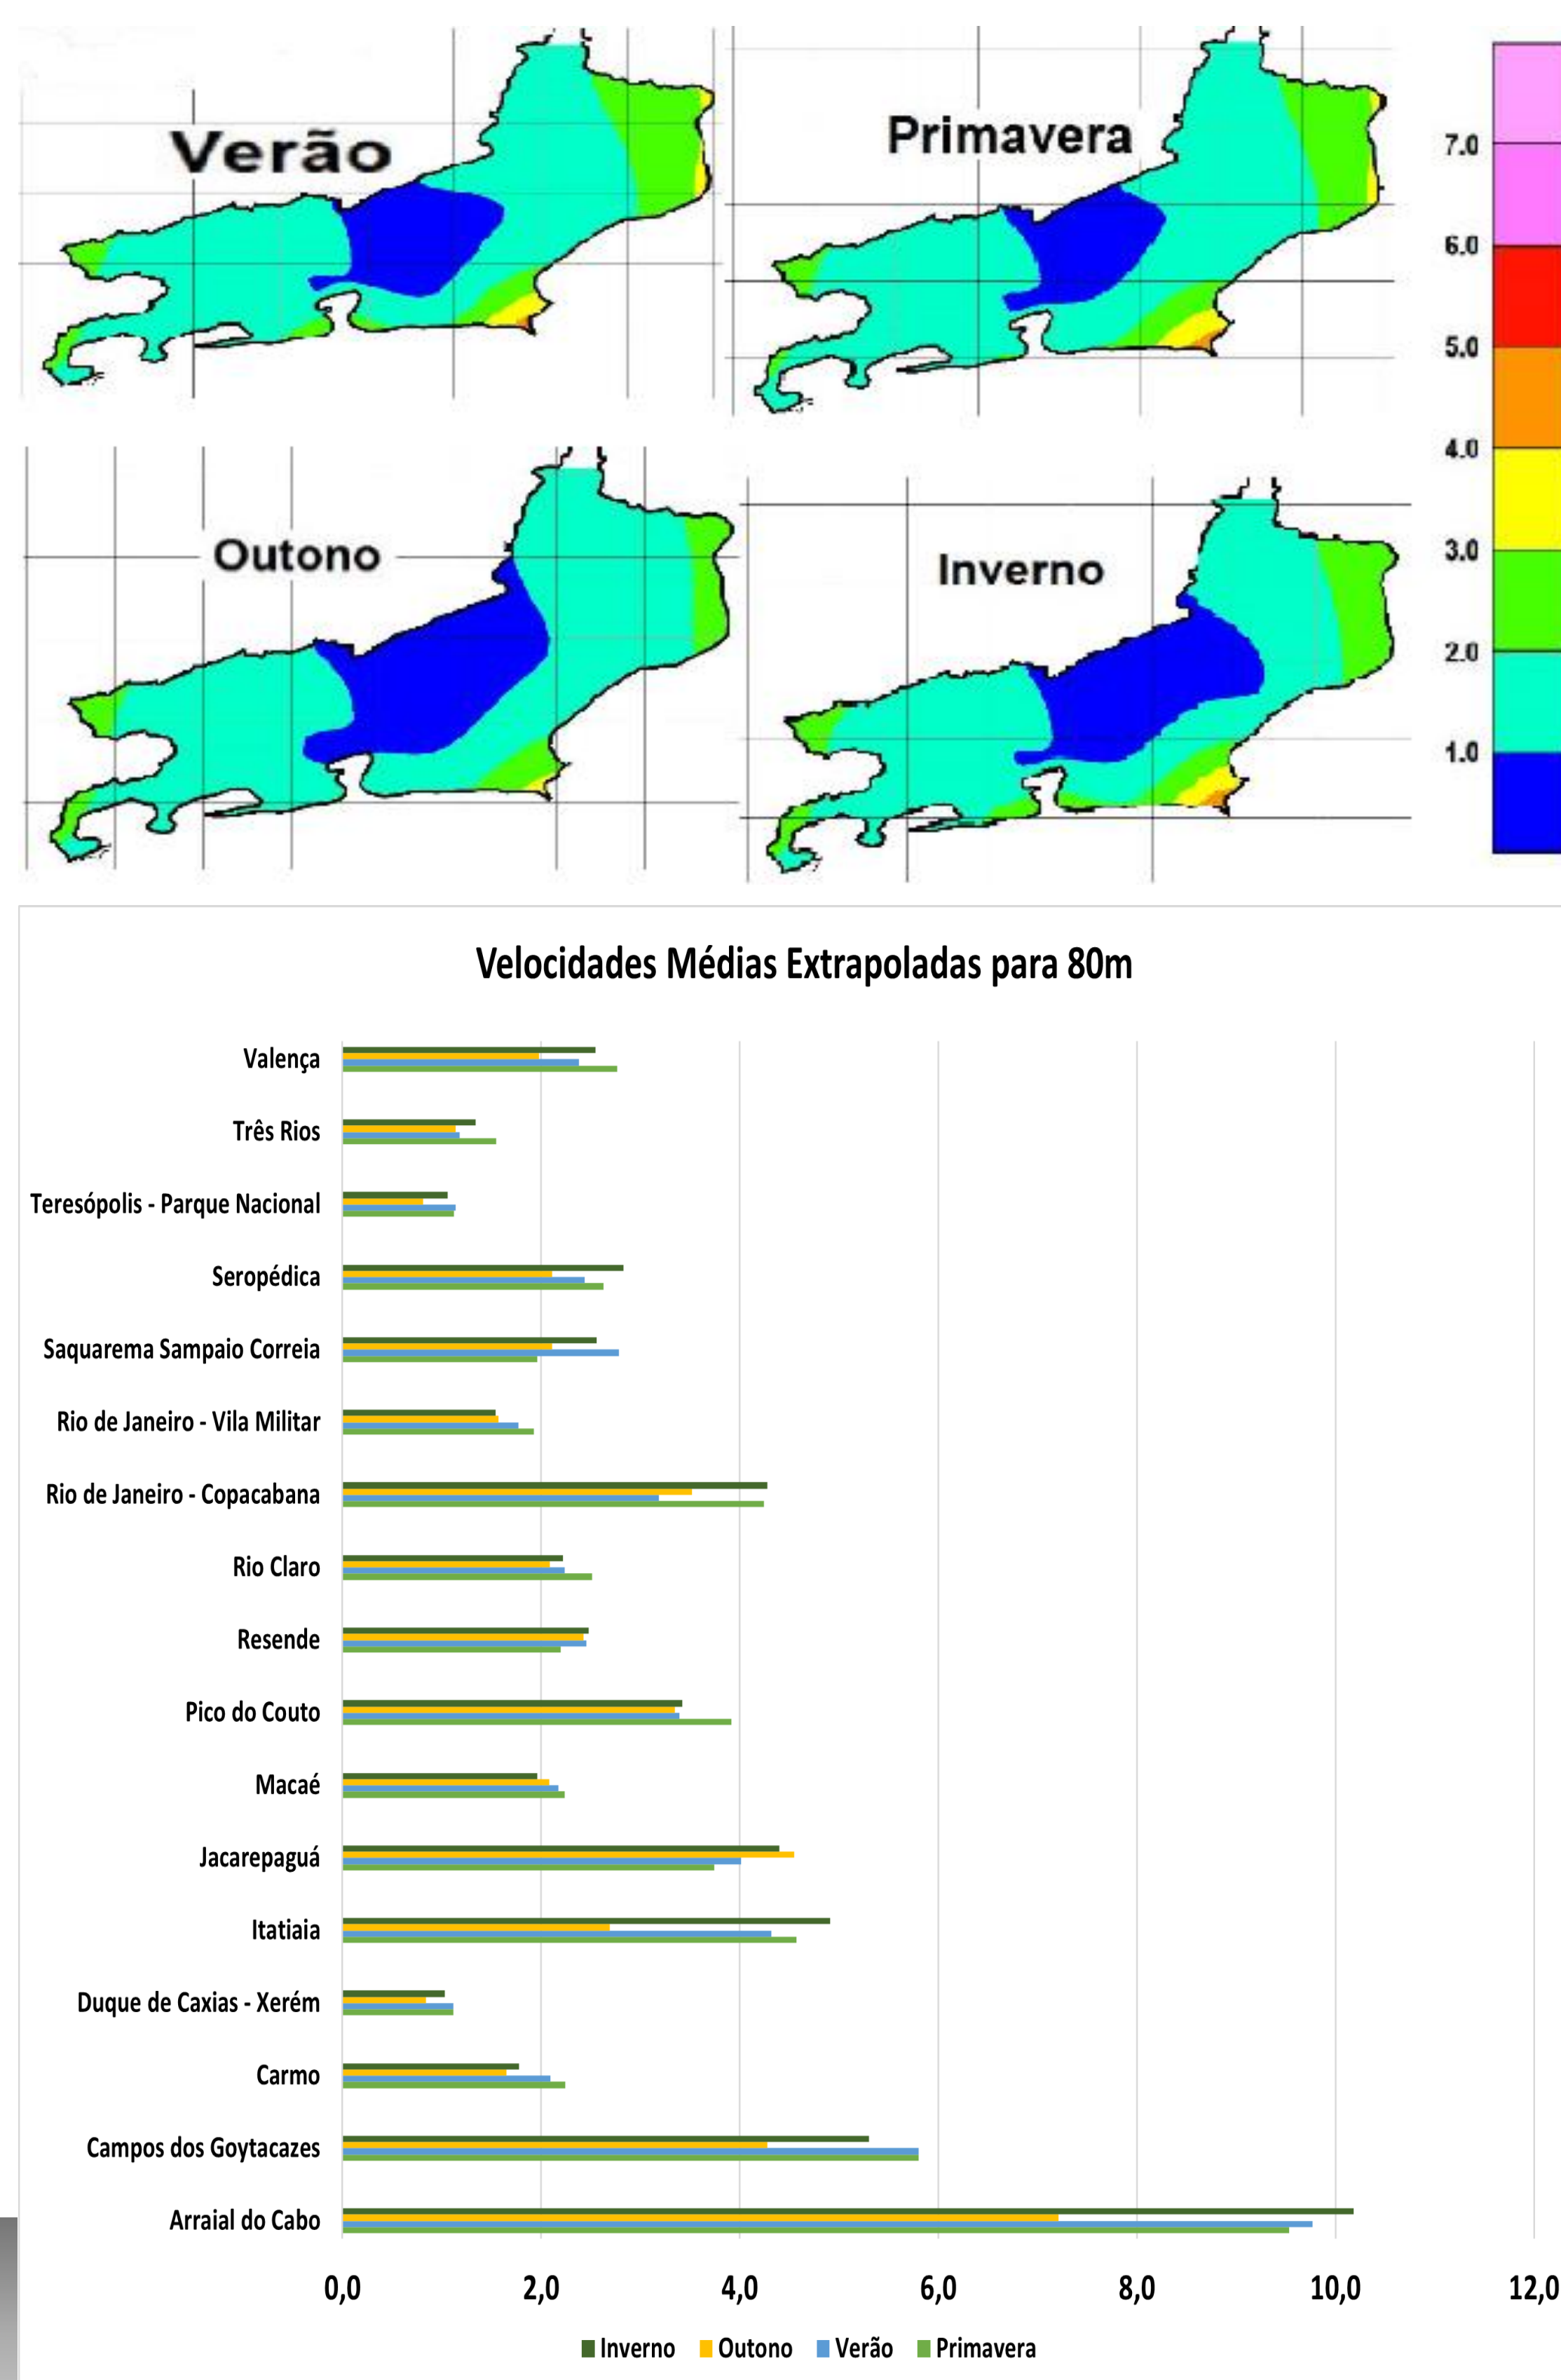 Verão
Primavera
Outono
Inverno
7.0
6.0
5.0
4.0
3.0
2.0
1.0
Velocidades Médias Extrapoladas para 80m
Valença
Três Rios
Teresópolis - Parque Nacional
Seropédica
Saquarema Sampaio Correia
Rio de Janeiro - Vila Militar
Rio de Janeiro - Copacabana
Rio Claro
Resende
Pico do Couto
Macaé
Jacarepaguá
Itatiaia
Duque de Caxias - Xerém
Carmo
Campos dos Goytacazes
Arraial do Cabo
0,0 2,0 4,0 6,0 8,0 10,0 12,0
Inverno Outono Verão Primavera